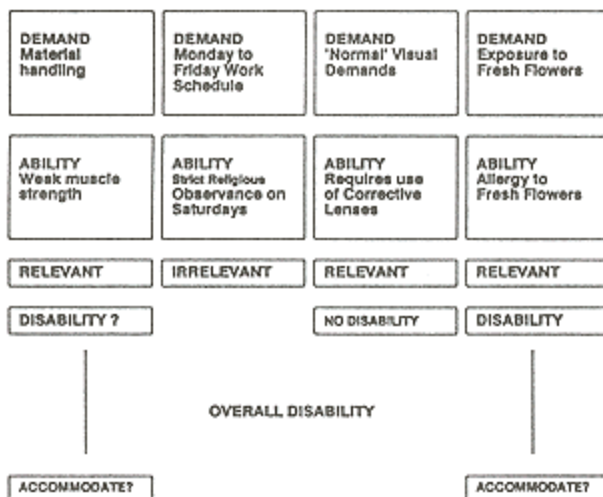 DEMAND
Material
handling
DEMAND
Monday to
Friday Work
Schedule
DEMAND
'Normal' Visual
Demands
DEMAND
Exposure to
Fresh Flowers
ABILITY
Weak muscle
strength
ABILITY
Strict Religious
Observance on
Saturdays
ABILITY
Requires use
of Corrective
Lenses
ABILITY
Allergy to
Fresh Flowers
RELEVANT
IRRELEVANT
RELEVANT
RELEVANT
DISABILITY ?
NO DISABILITY
DISABILITY
OVERALL DISABILITY
ACCOMMODATE?
ACCOMMODATE?